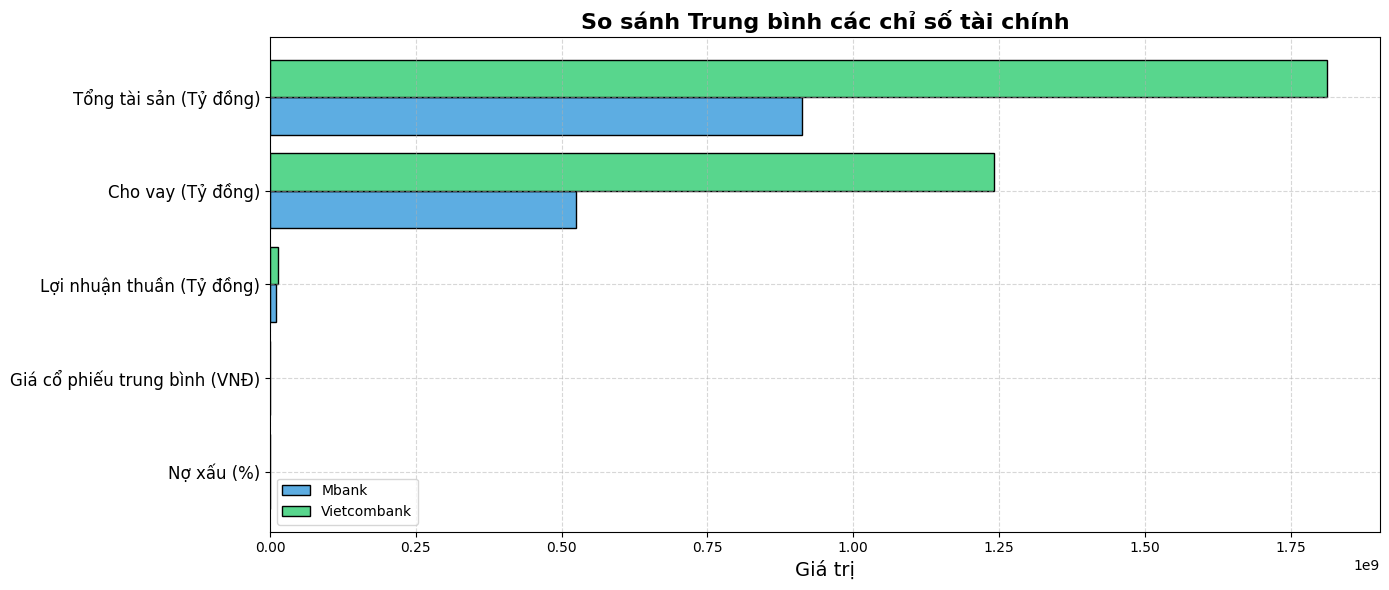 So sánh Trung bình các chỉ số tài chính
Tổng tài sản (Tỷ đồng)
Cho vay (Tỷ đồng)
Lợi nhuận thuần (Tỷ đồng)
Giá cổ phiếu trung bình (VNĐ)
Nợ xấu (%)
Mbank
Vietcombank
0.00 0.25 0.50 0.75 1.00 1.25 1.50 1.75
1e9
Giá trị